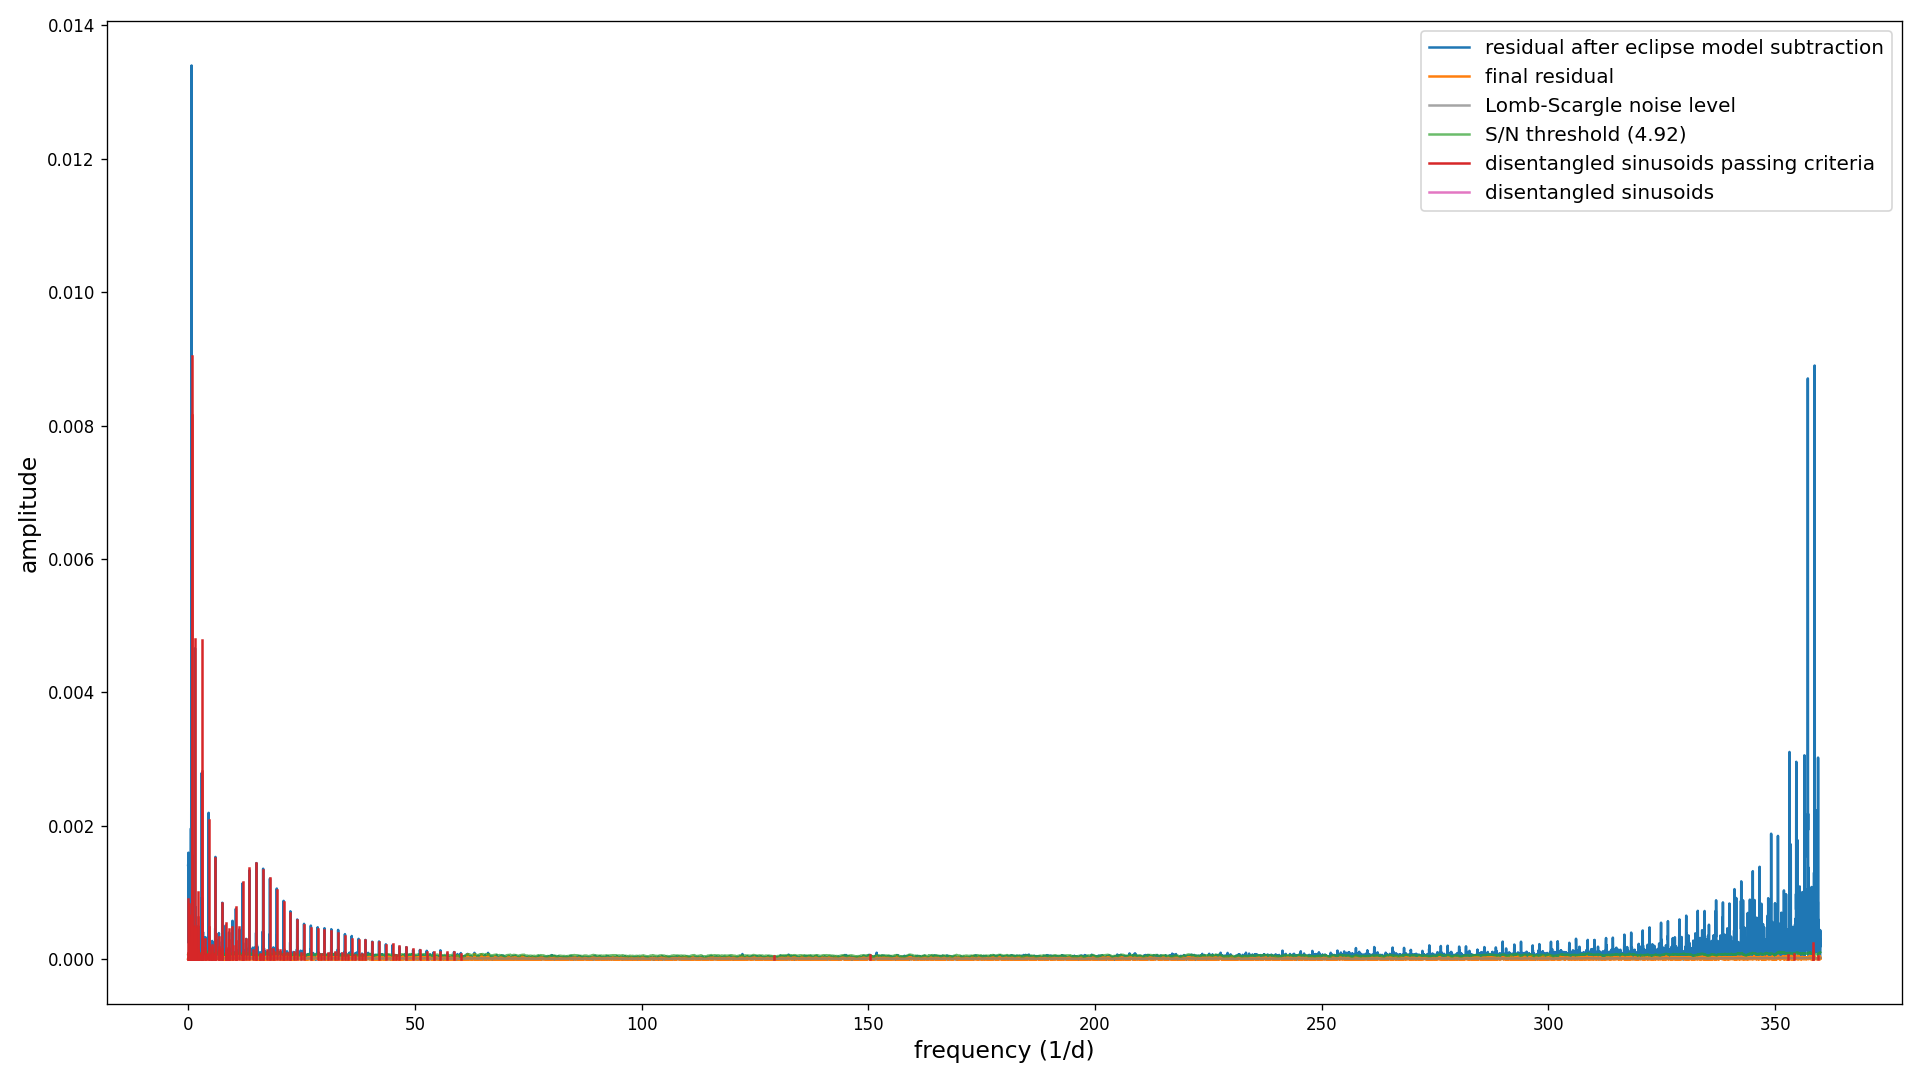 0.014
0.012
0.010
0.008
0.006
0.004
0.002
0.000
amplitude
0 50 100 150 200 250 300 350
frequency (1/d)
residual after eclipse model subtraction
final residual
Lomb-Scargle noise level
S/N threshold (4.92)
disentangled sinusoids passing criteria
disentangled sinusoids